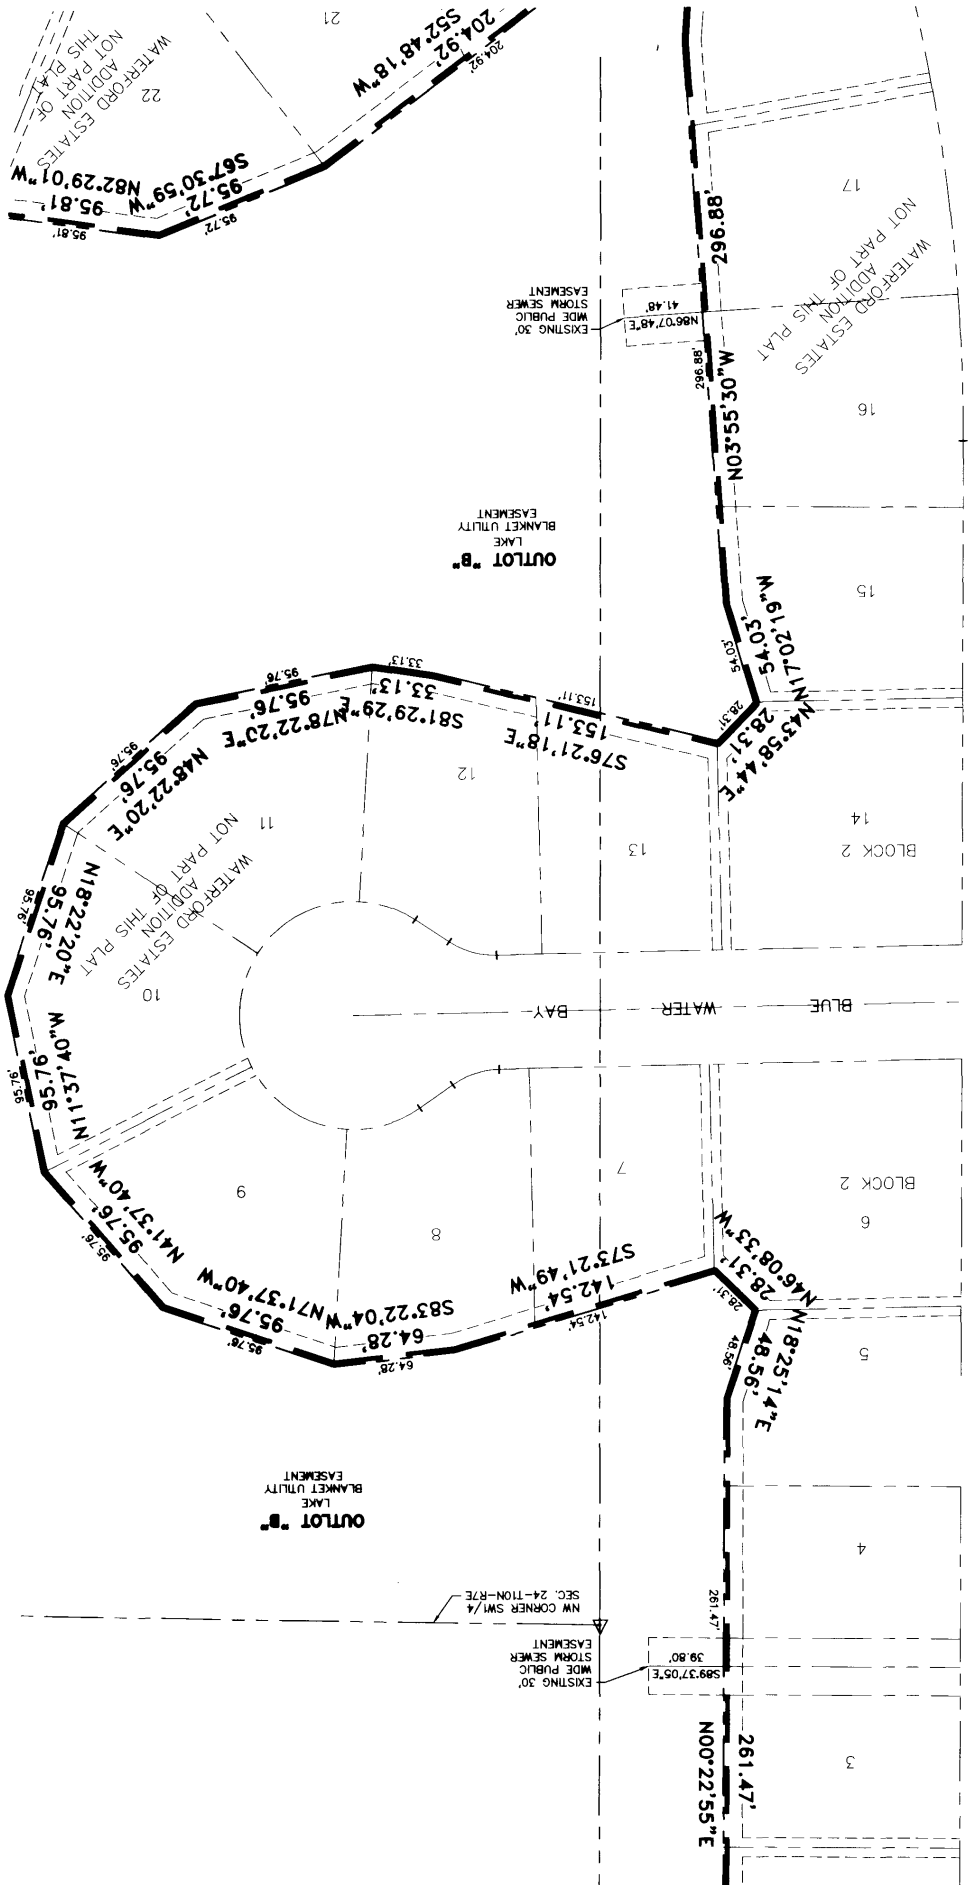 3
261.47'
N00°22'55"E
EXISTING 30'
WIDE PUBLIC
STORM SEWER
EASEMENT
S89°37'05"E
39.80'
261.47'
NW CORNER SW1/4
SEC. 24-T10N-R7E
4
OUTLOT "B"
LAKE
BLANKET UTILITY
EASEMENT
5
N18°25'14"E
48.56'
48.56'
N46°08'33"W
28.31'
28.31'
6
BLOCK 2
S73°21'49"W
142.54'
142.54'
S83°22'04"W
64.28'
64.28'
N71°37'40"W
95.76'
95.76'
N41°37'40"W
95.76'
95.76'
7
8
9
N11°37'40"W
95.76'
95.76'
BLUE WATER BAY
10
WATERFORD ESTATES
ADDITION
NOT PART OF THIS PLAT
N18°22'20"E
95.76'
95.76'
11
12
13
BLOCK 2
14
N48°22'20"E
95.76'
95.76'
N78°22'20"E
95.76'
95.76'
S81°29'29"E
33.13'
33.13'
S76°21'18"E
153.11'
153.11'
N43°58'44"E
28.31'
28.31'
N17°02'19"W
54.03'
54.03'
15
OUTLOT "B"
LAKE
BLANKET UTILITY
EASEMENT
N03°55'30"W
296.88'
296.88'
16
EXISTING 30'
WIDE PUBLIC
STORM SEWER
EASEMENT
N86°07'48"E
41.48'
WATERFORD ESTATES
ADDITION
NOT PART OF THIS PLAT
17
N82°29'01"W
95.81'
95.81'
S67°30'59"W
95.72'
95.72'
WATERFORD ESTATES
ADDITION
NOT PART OF
THIS PLAT
22
S52°48'18"W
204.92'
204.92'
21